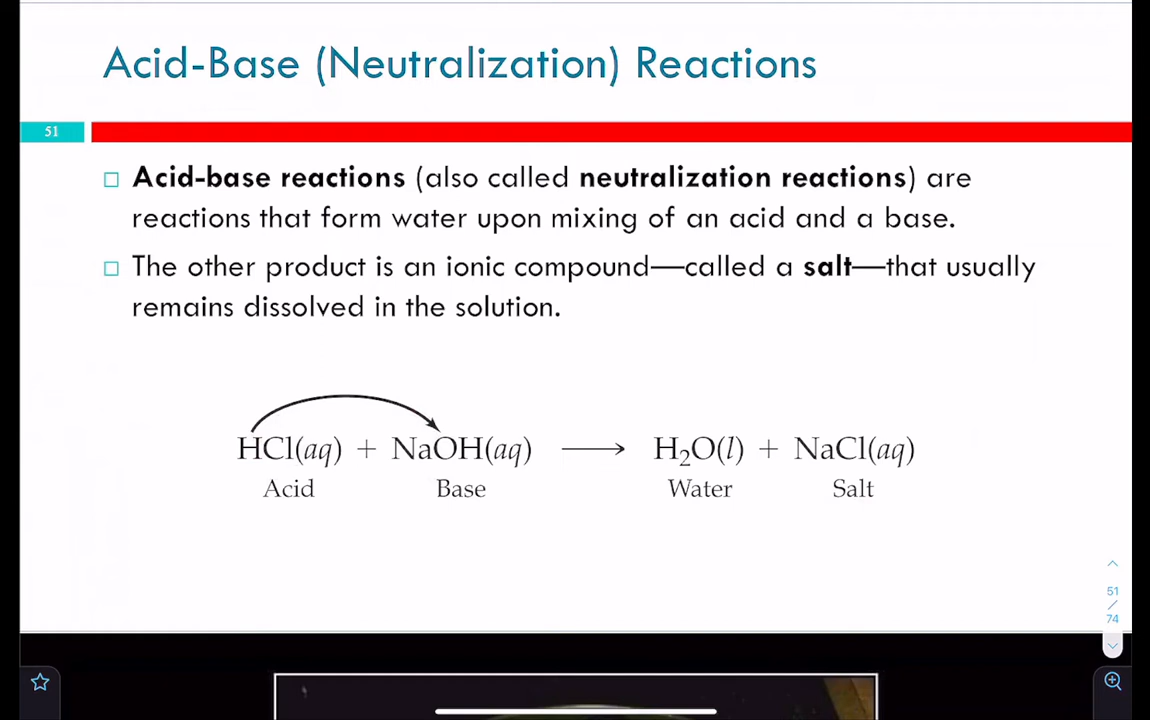 Acid-Base (Neutralization) Reactions
51
Acid-base reactions (also called neutralization reactions) are
reactions that form water upon mixing of an acid and a base.
The other product is an ionic compound—called a salt—that usually
remains dissolved in the solution.
HCl(aq) + NaOH(aq) ⟶ H₂O(l) + NaCl(aq)
Acid Base Water Salt
51
/
74